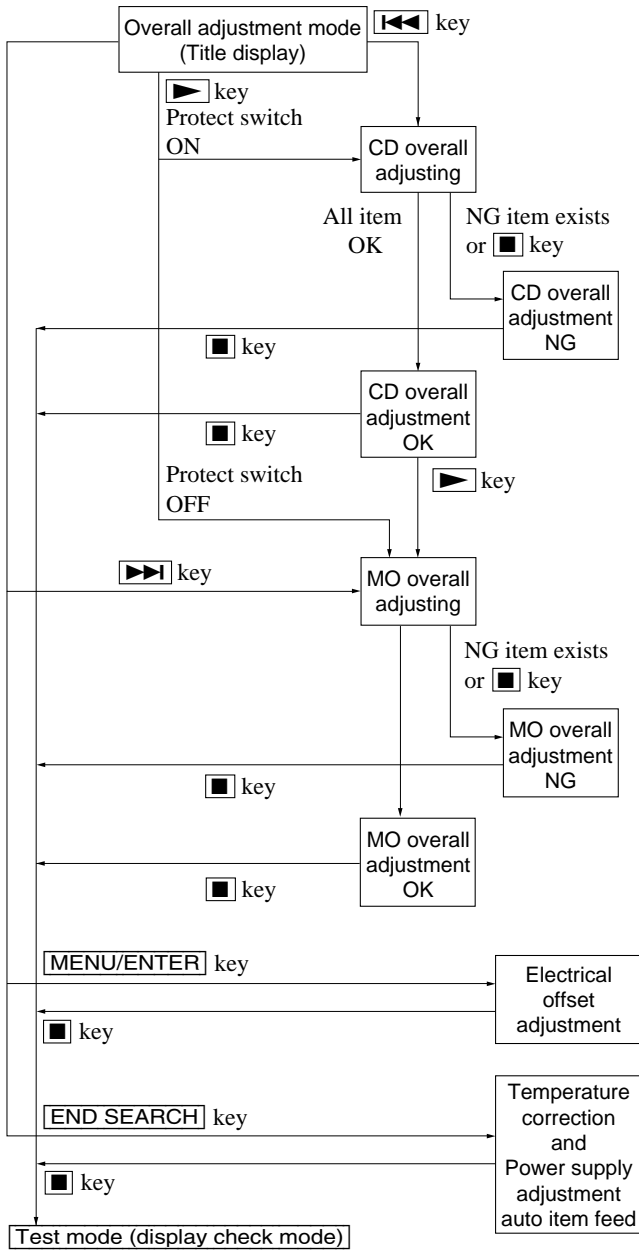 Overall adjustment mode
(Title display)
key
key
Protect switch
ON
CD overall
adjusting
All item
OK
NG item exists
or ■ key
CD overall
adjustment
NG
■ key
CD overall
adjustment
OK
■ key
Protect switch
OFF
key
key
MO overall
adjusting
NG item exists
or ■ key
MO overall
adjustment
NG
■ key
MO overall
adjustment
OK
■ key
MENU/ENTER key
Electrical
offset
adjustment
■ key
END SEARCH key
Temperature
correction
and
Power supply
adjustment
auto item feed
■ key
Test mode (display check mode)